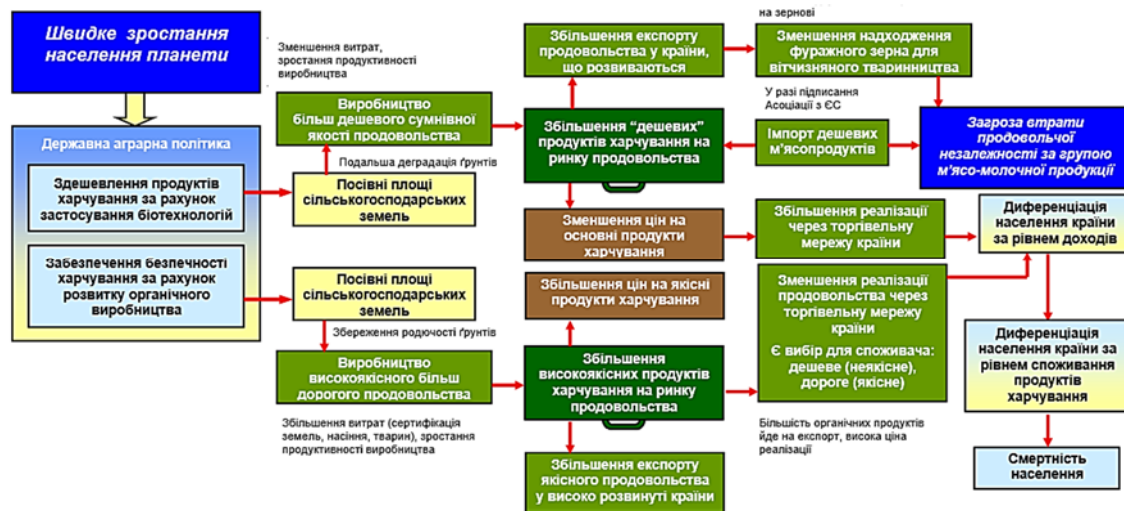 Швидке зростання
населення планети
Державна аграрна політика
Здешевлення продуктів
харчування за рахунок
застосування біотехнологій
Забезпечення безпечності
харчування за рахунок
розвитку органічного
виробництва
Зменшення витрат,
зростання продуктивності
виробництва
Виробництво
більш дешевого сумнівної
якості продовольства
Подальша деградація ґрунтів
Посівні площі
сільськогосподарських
земель
Посівні площі
сільськогосподарських
земель
Збереження родючості ґрунтів
Виробництво
високоякісного більш
дорогого продовольства
Збільшення витрат (сертифікація
земель, насіння, тварин), зростання
продуктивності виробництва
Збільшення експорту
продовольства у країни,
що розвиваються
Збільшення “дешевих”
продуктів харчування на
ринку продовольства
Зменшення цін на
основні продукти
харчування
Збільшення цін на якісні
продукти харчування
Збільшення
високоякісних продуктів
харчування на ринку
продовольства
Збільшення експорту
якісного продовольства
у високо розвинуті країни
на зернові
Зменшення надходження
фуражного зерна для
вітчизняного тваринництва
У разі підписання
Асоціації з ЄС
Імпорт дешевих
м’ясопродуктів
Загроза втрати
продовольчої
незалежності за групою
м’ясо-молочної продукції
Збільшення реалізації
через торгівельну
мережу країни
Зменшення реалізації
продовольства через
торгівельну мережу
країни
Є вибір для споживача:
дешеве (неякісне),
дороге (якісне)
Більшість органічних продуктів
йде на експорт, висока ціна
реалізації
Диференціація
населення країни
за рівнем доходів
Диференціація
населення країни за
рівнем споживання
продуктів
харчування
Смертність
населення